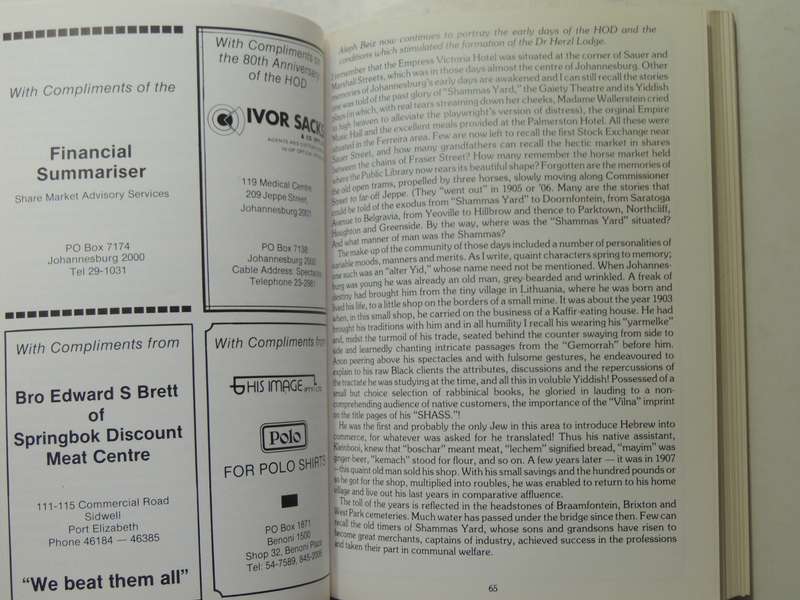 With Compliments of the
Financial
Summariser
Share Market Advisory Services
PO Box 7174
Johannesburg 2000
Tel 29-1031
With Compliments on
the 80th Anniversary
of the HOD
IVOR SACKS
& CO.
AGENTS AND DISTRIBUTORS
119 Medical Centre
209 Jeppe Street,
Johannesburg 2001
PO Box 7138
Johannesburg 2000
Cable Address: Spectacle
Telephone 23-2981
With Compliments from
Bro Edward S Brett
of
Springbok Discount
Meat Centre
111-115 Commercial Road
Sidwell
Port Elizabeth
Phone 46184 — 46385
"We beat them all"
With Compliments from
HIS IMAGE (PTY) LTD
Polo
FOR POLO SHIRTS
PO Box 1871
Benoni 1500
Shop 32, Benoni Plaza
Tel: 54-7589, 845-2006
Aleph Beiz now continues to portray the early days of the HOD and the
conditions which stimulated the formation of the Dr Herzl Lodge.
I remember that the Empress Victoria Hotel was situated at the corner of Sauer and
Marshall Streets, which was in those days almost the centre of Johannesburg. Other
memories of Johannesburg's early days are awakened and I can still recall the stories
one was told of the past glory of "Shammas Yard," the Gaiety Theatre and its Yiddish
plays (in which, with real tears streaming down her cheeks, Madame Wallerstein cried
to high heaven to alleviate the playwright's version of distress), the orginal Empire
Music Hall and the excellent meals provided at the Palmerston Hotel. All these were
situated in the Ferreira area. Few are now left to recall the first Stock Exchange near
Sauer Street, and how many grandfathers can recall the hectic market in shares
between the chains of Fraser Street? How many remember the horse market held
where the Public Library now rears its beautiful shape? Forgotten are the memories of
the old open trams, propelled by three horses, slowly moving along Commissioner
Street to far-off Jeppe. (They "went out" in 1905 or '06. Many are the stories that
could be told of the exodus from "Shammas Yard" to Doornfontein, from Saratoga
Avenue to Belgravia, from Yeoville to Hillbrow and thence to Parktown, Northcliff,
Houghton and Greenside. By the way, where was the "Shammas Yard" situated?
And what manner of man was the Shammas?
The make-up of the community of those days included a number of personalities of
variable moods, manners and merits. As I write, quaint characters spring to memory;
one such was an "alter Yid," whose name need not be mentioned. When Johannes-
burg was young he was already an old man, grey bearded and wrinkled. A freak of
destiny had brought him from the tiny village in Lithuania, where he was born and
lived his life, to a little shop on the borders of a small mine. It was about the year 1903
when, in this small shop, he carried on the business of a Kaffir-eating house. He had
brought his traditions with him and in all humility I recall his wearing his "yarmelke"
and, midst the turmoil of his trade, seated behind the counter swaying from side to
side and learnedly chanting intricate passages from the "Gemorrah" before him.
Anon peering above his spectacles and with fulsome gestures, he endeavoured to
explain to his raw Black clients the attributes, discussions and the repercussions of
the tractate he was studying at the time, and all this in voluble Yiddish! Possessed of a
small but choice selection of rabbinical books, he gloried in lauding to a non-
comprehending audience of native customers, the importance of the "Vilna" imprint
on the title pages of his "SHASS."!
He was the first and probably the only Jew in this area to introduce Hebrew into
commerce, for whatever was asked for he translated! Thus his native assistant,
Kleinboni, knew that "boschar" meant meat, "lechem" signified bread, "mayim" was
ginger beer, "kemach" stood for flour, and so on. A few years later — it was in 1907
— this quaint old man sold his shop. With his small savings and the hundred pounds or
so he got for the shop, multiplied into roubles, he was enabled to return to his home
village and live out his last years in comparative affluence.
The toll of the years is reflected in the headstones of Braamfontein, Brixton and
West Park cemeteries. Much water has passed under the bridge since then. Few can
recall the old timers of Shammas Yard, whose sons and grandsons have risen to
become great merchants, captains of industry, achieved success in the professions
and taken their part in communal welfare.
65